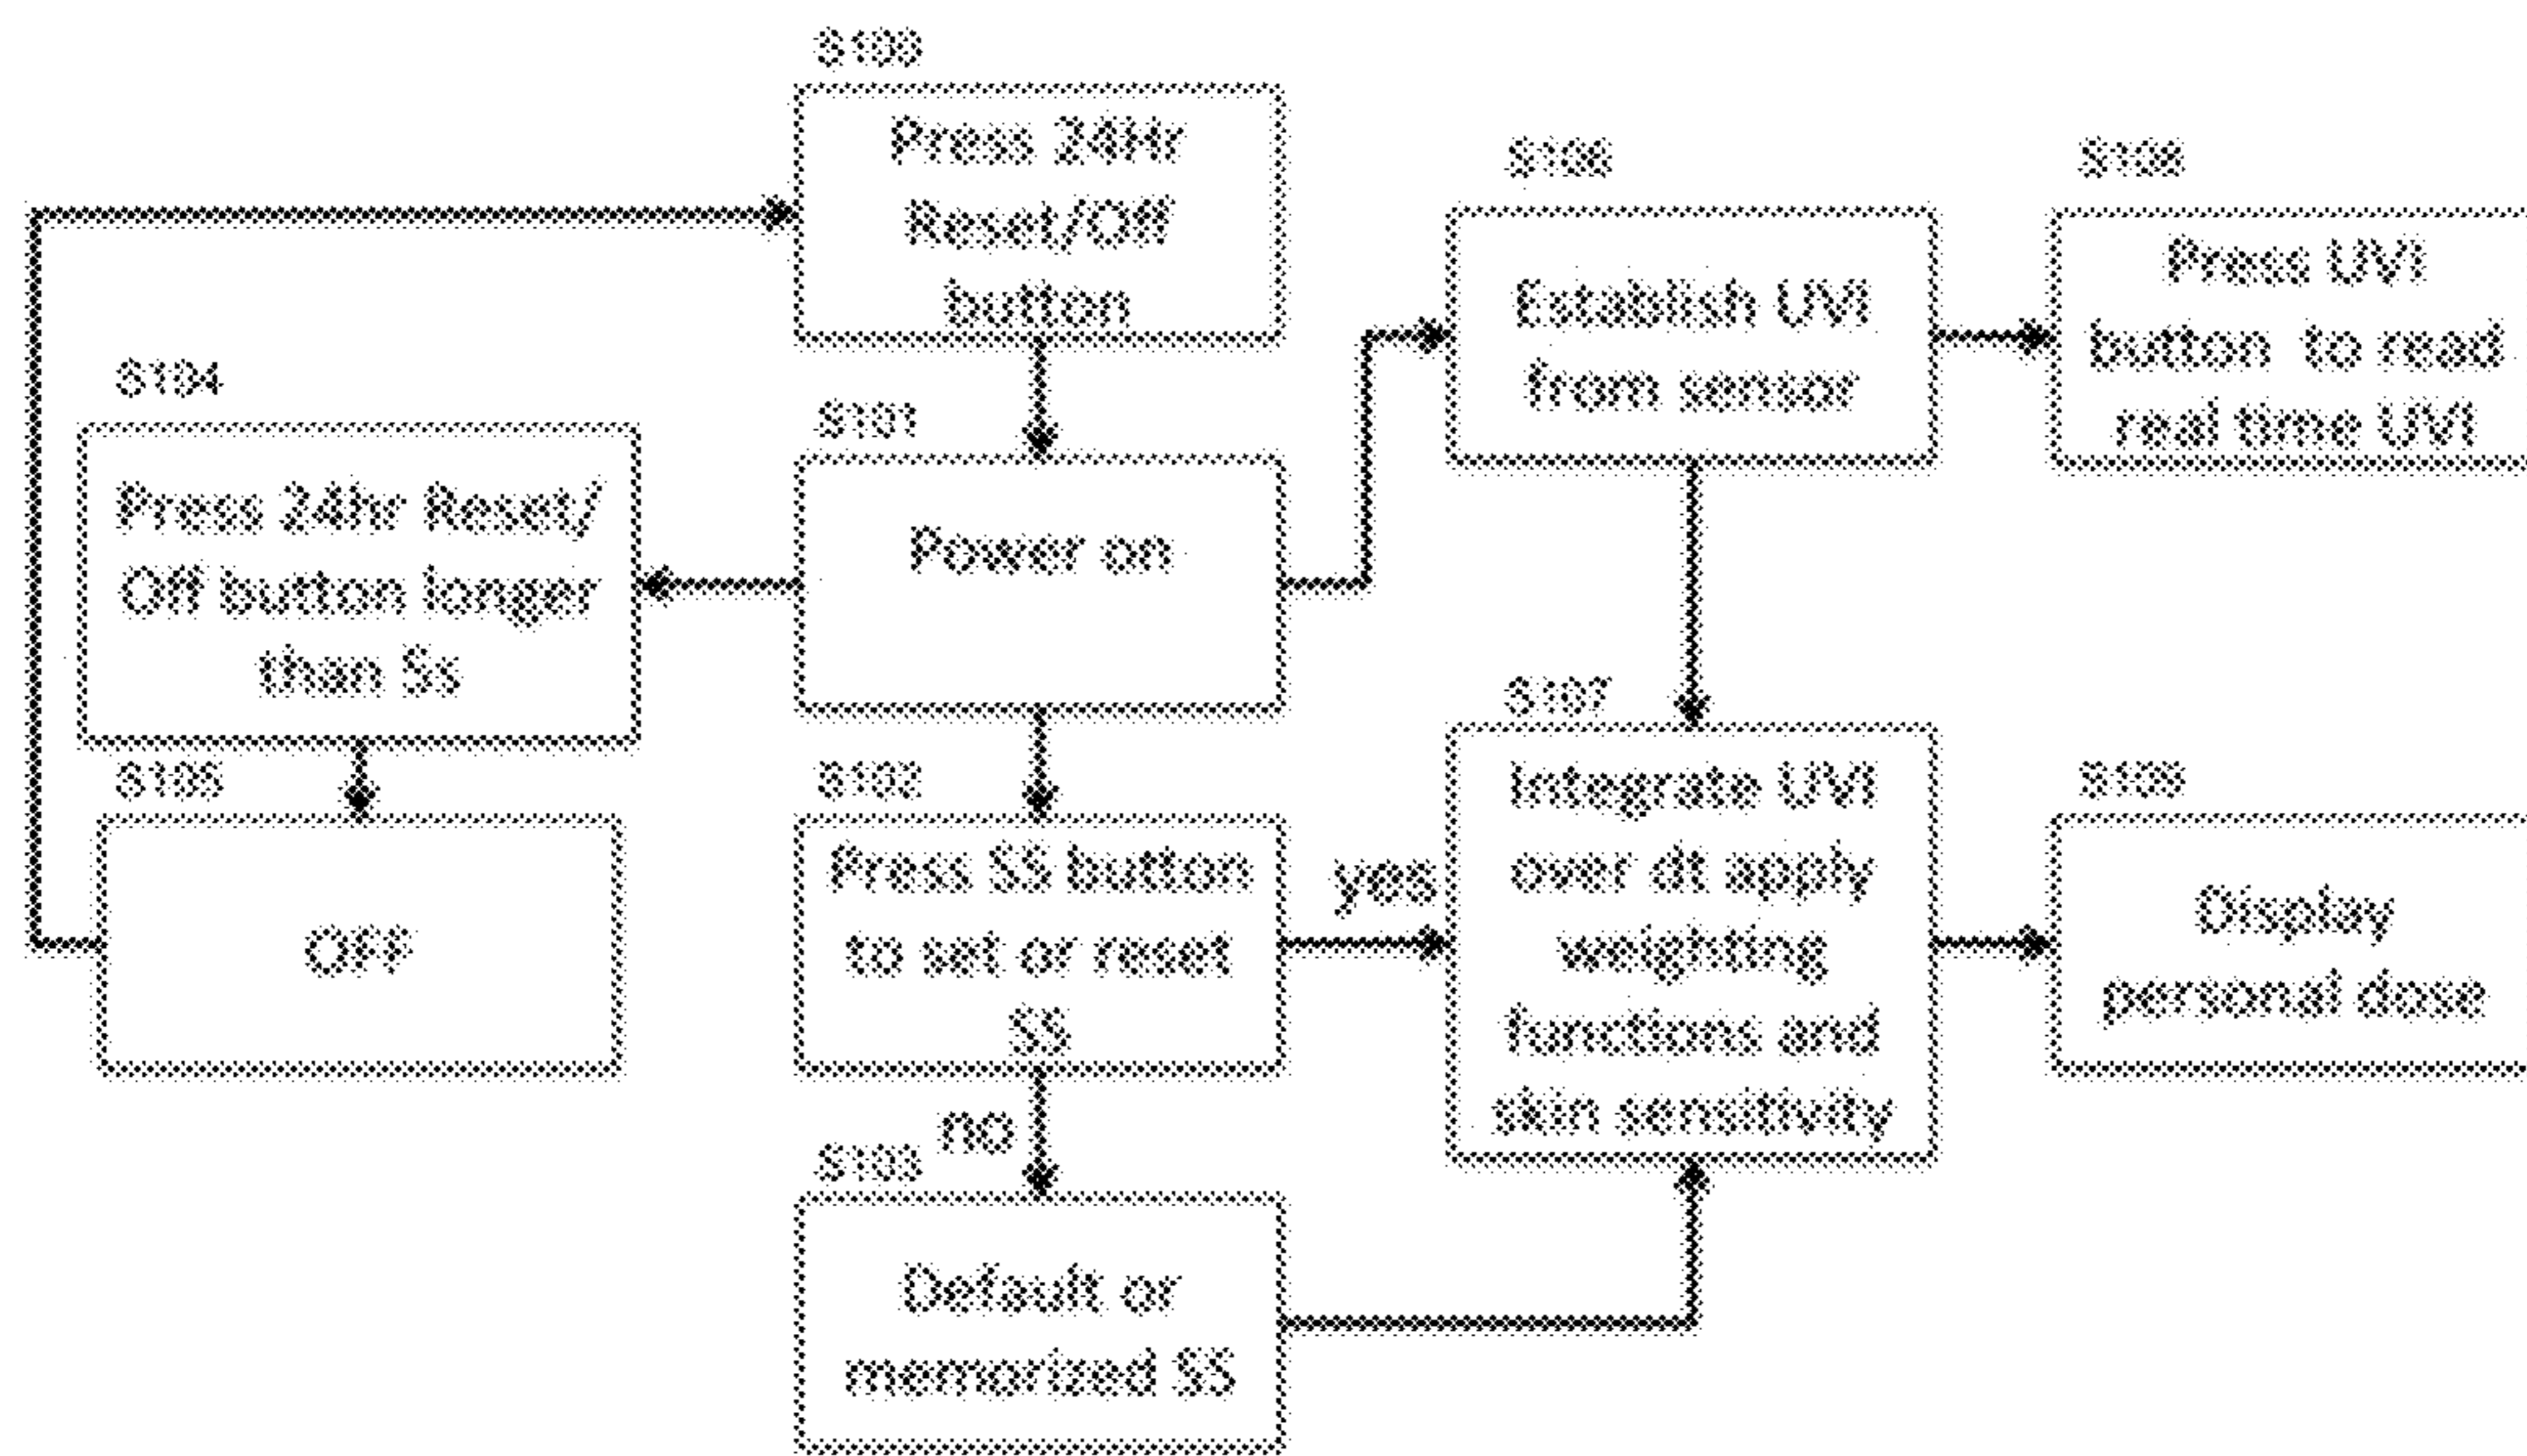 S100
Press 24Hr
Reset/Off
button
S101
Power on
S104
Press 24hr Reset/
Off button longer
than 5s
S105
OFF
S102
Press SS button
to set or reset
SS
yes
no
S103
Default or
memorized SS
S106
Establish UVI
from sensor
S107
Integrate UVI
over dt apply
weighting
functions and
skin sensitivity
S108
Press UVI
button to read
real time UVI
S109
Display
personal dose